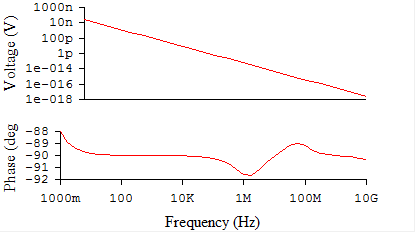 Voltage (V)
1000n
10n
100p
1p
1e-014
1e-016
1e-018
Phase (deg
-88
-89
-90
-91
-92
1000m 100 10K 1M 100M 10G
Frequency (Hz)